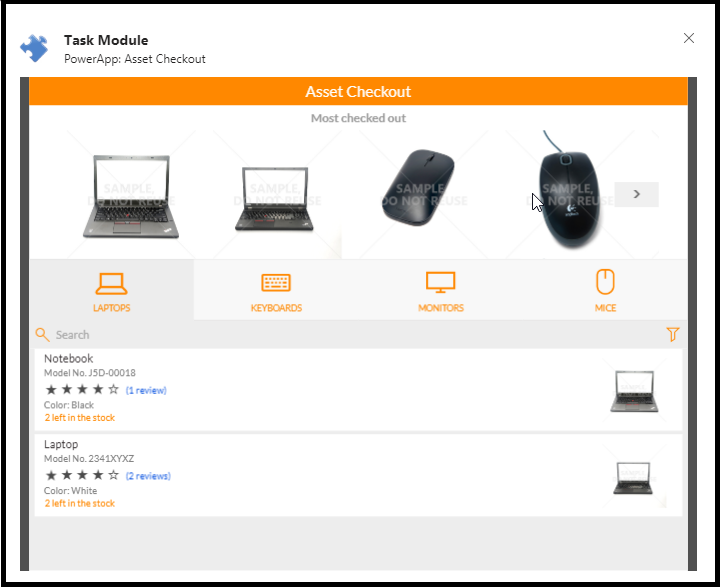 Task Module
PowerApp: Asset Checkout
Asset Checkout
Most checked out
SAMPLE, DO NOT REUSE
SAMPLE, DO NOT REUSE
SAMPLE, DO NOT REUSE
SAMPLE, DO NOT REUSE
Logitech
LAPTOPS
KEYBOARDS
MONITORS
MICE
Search
Notebook
Model No. J5D-00018
(1 review)
Color: Black
2 left in the stock
Laptop
Model No. 2341XYXZ
(2 reviews)
Color: White
2 left in the stock